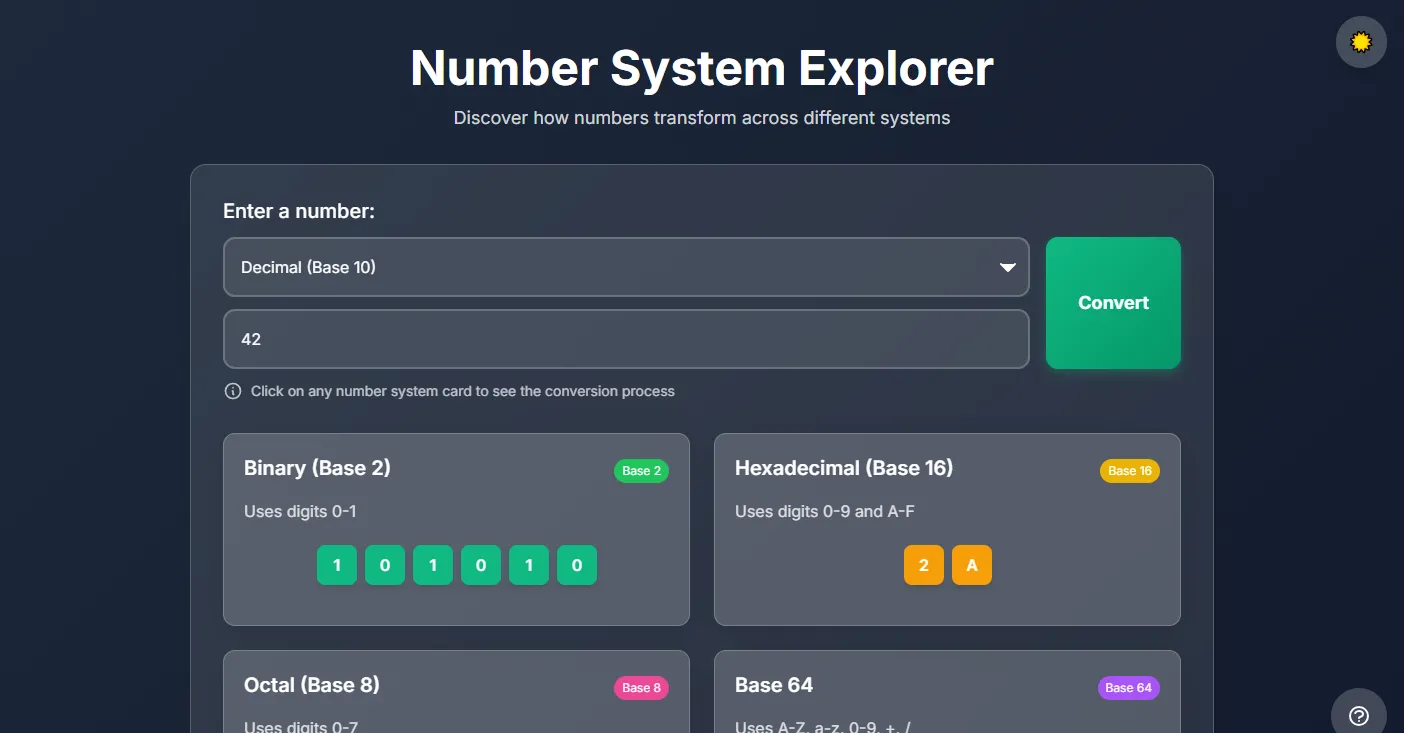 Number System Explorer
Discover how numbers transform across different systems
Enter a number:
Decimal (Base 10)
42
Convert
Click on any number system card to see the conversion process
Binary (Base 2)
Base 2
Uses digits 0-1
1 0 1 0 1 0
Hexadecimal (Base 16)
Base 16
Uses digits 0-9 and A-F
2 A
Octal (Base 8)
Base 8
Uses digits 0-7
Base 64
Base 64
Uses A-Z, a-z, 0-9, +, /